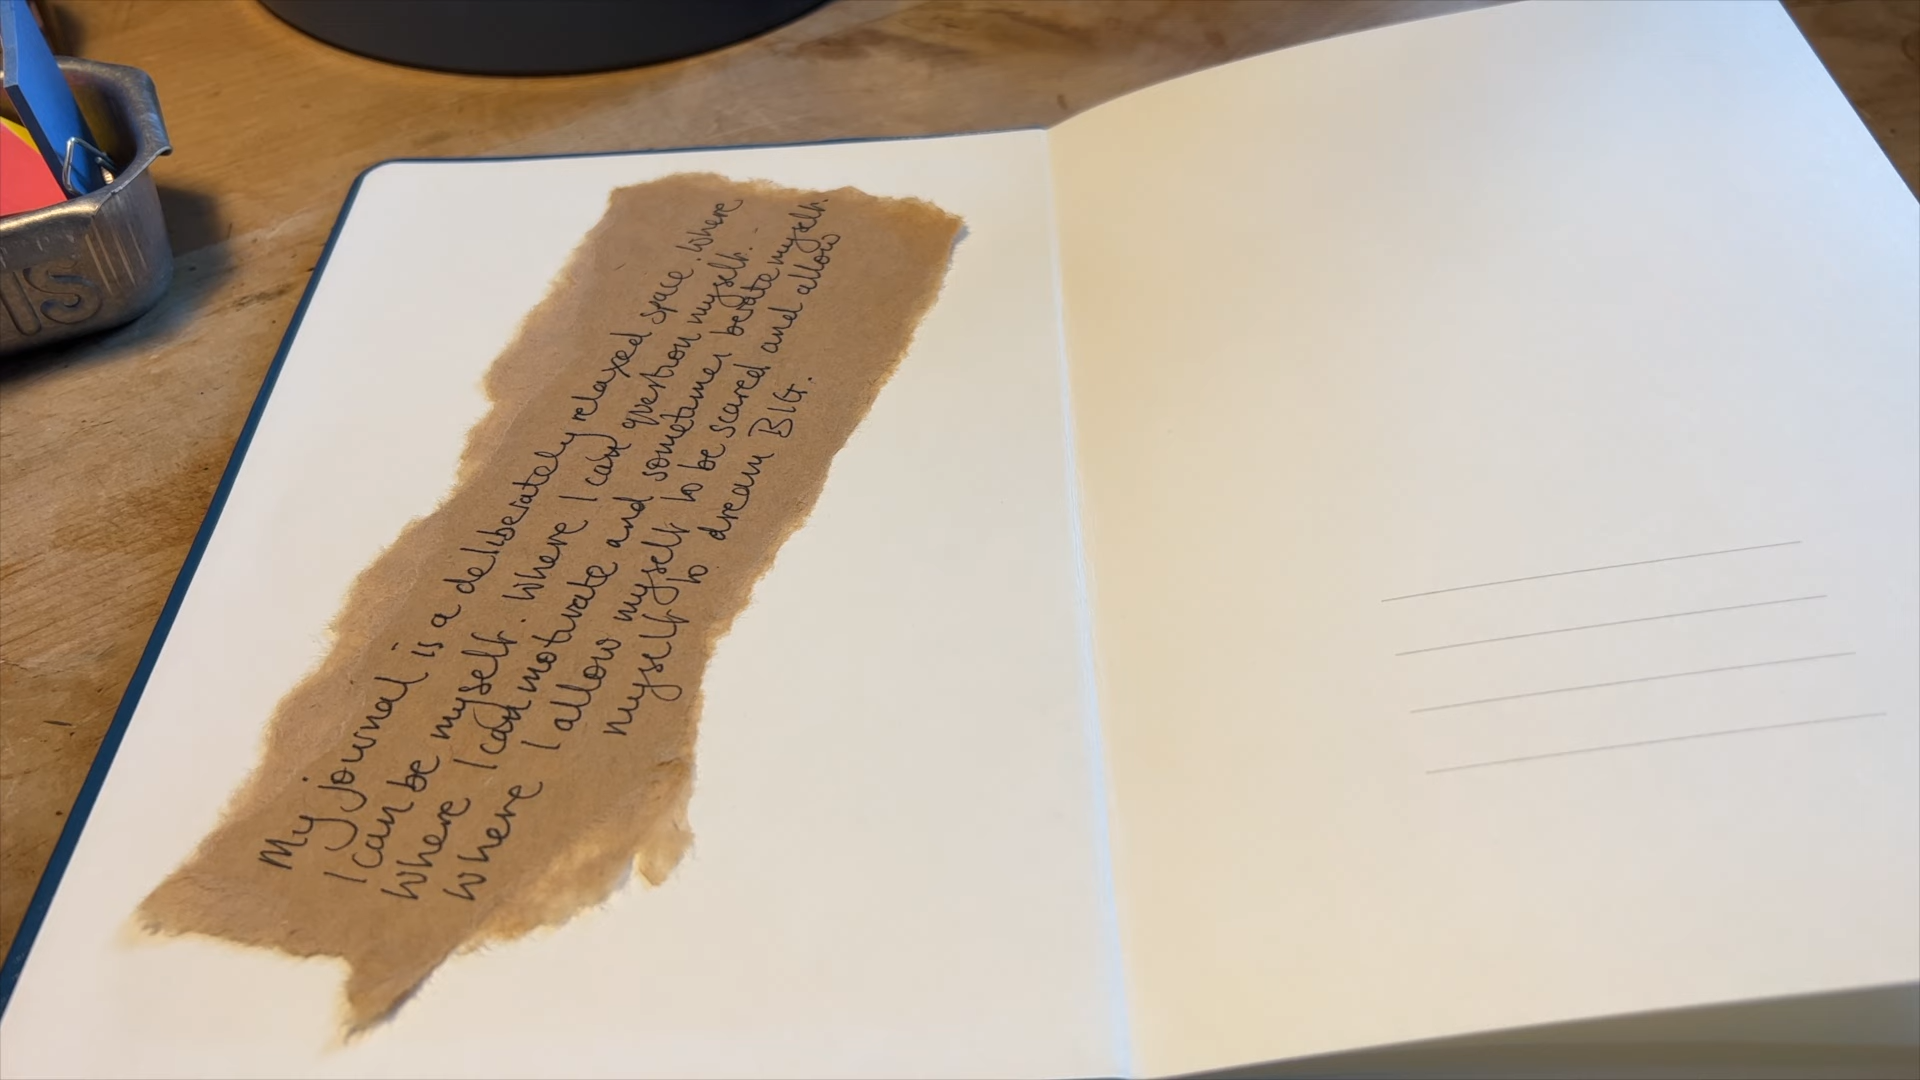 My journal is a deliberately relaxed space. Where
I can be myself. Where I can question myself.
Where I can motivate and sometimes berate myself.
Where I allow myself to be scared and allow
myself to dream BIG.
IS